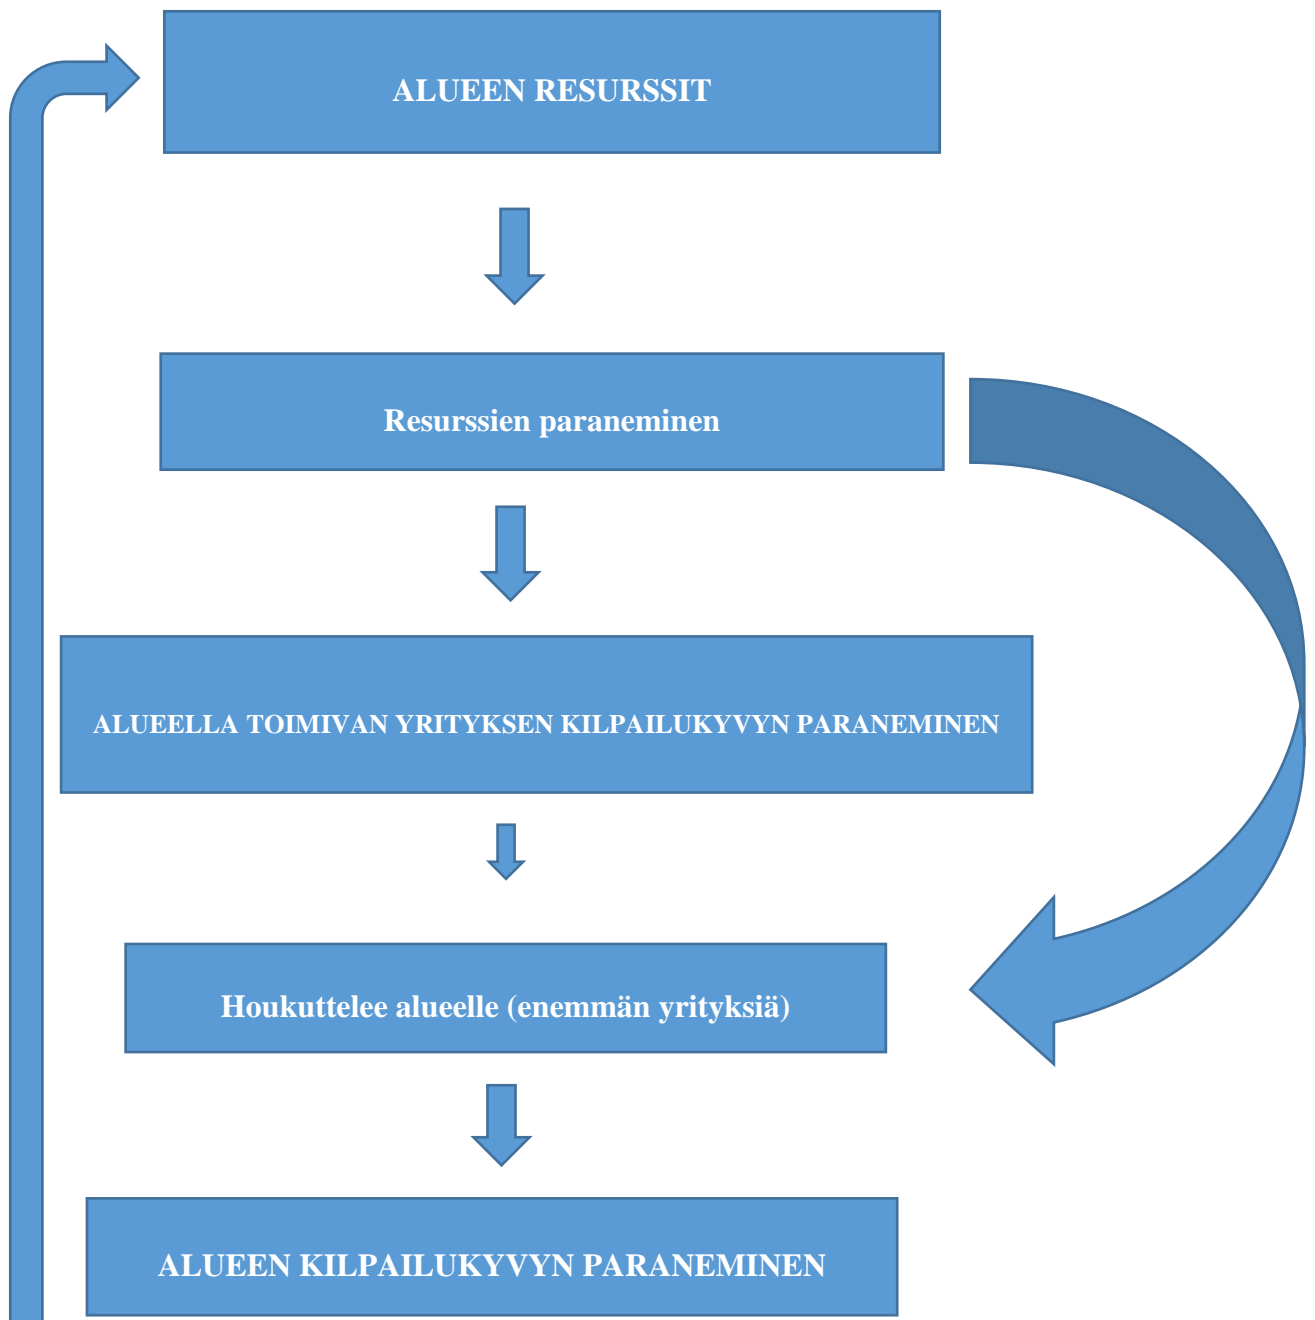 ALUEEN RESURSSIT
Resurssien paraneminen
ALUEELLA TOIMIVAN YRITYKSEN KILPAILUKYVYN PARANEMINEN
Houkuttelee alueelle (enemmän yrityksiä)
ALUEEN KILPAILUKYVYN PARANEMINEN